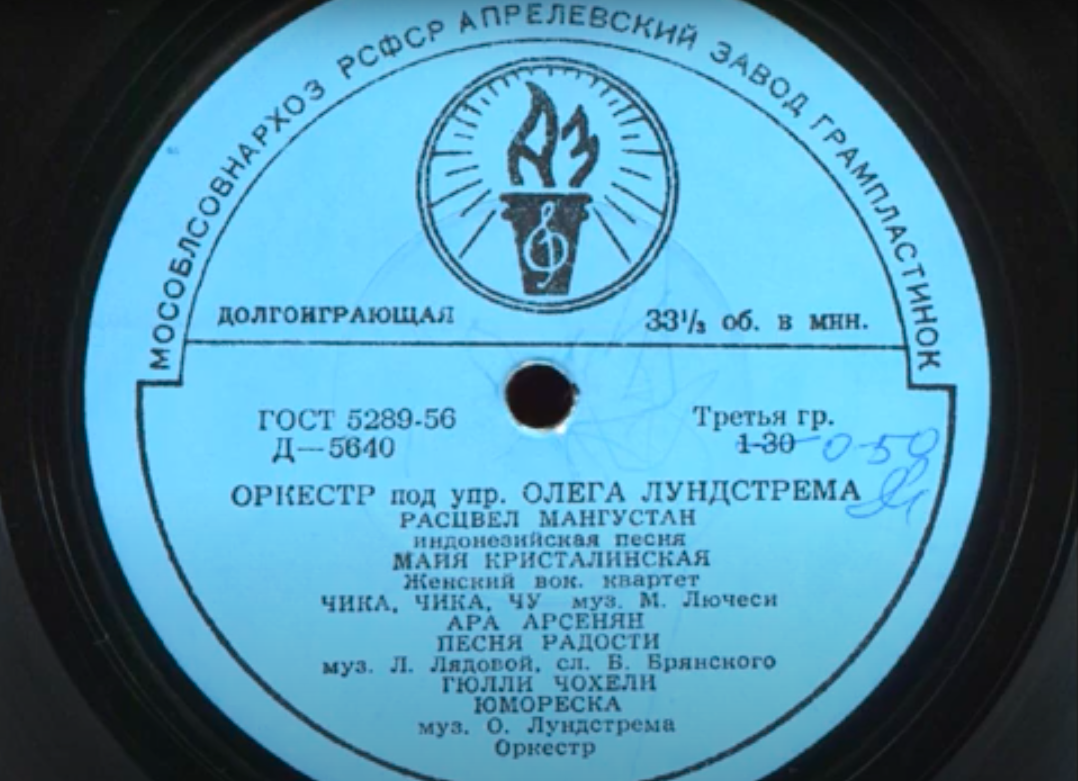 МОСОБЛСОВНАРХОЗ РСФСР АПРЕЛЕВСКИЙ ЗАВОД ГРАМПЛАСТИНОК
АЗ
ДОЛГОИГРАЮЩАЯ
33⅓ об. в мин.
ГОСТ 5289-56
Третья гр.
Д—5640
1-30 0-50
ОРКЕСТР под упр. ОЛЕГА ЛУНДСТРЕМА
РАСЦВЕЛ МАНГУСТАН
индонезийская песня
МАЙЯ КРИСТАЛИНСКАЯ
Женский вок. квартет
ЧИКА, ЧИКА, ЧУ муз. М. Лючеси
АРА АРСЕНЯН
ПЕСНЯ РАДОСТИ
муз. Л. Лядовой, сл. Б. Брянского
ГЮЛЛИ ЧОХЕЛИ
ЮМОРЕСКА
муз. О. Лундстрема
Оркестр